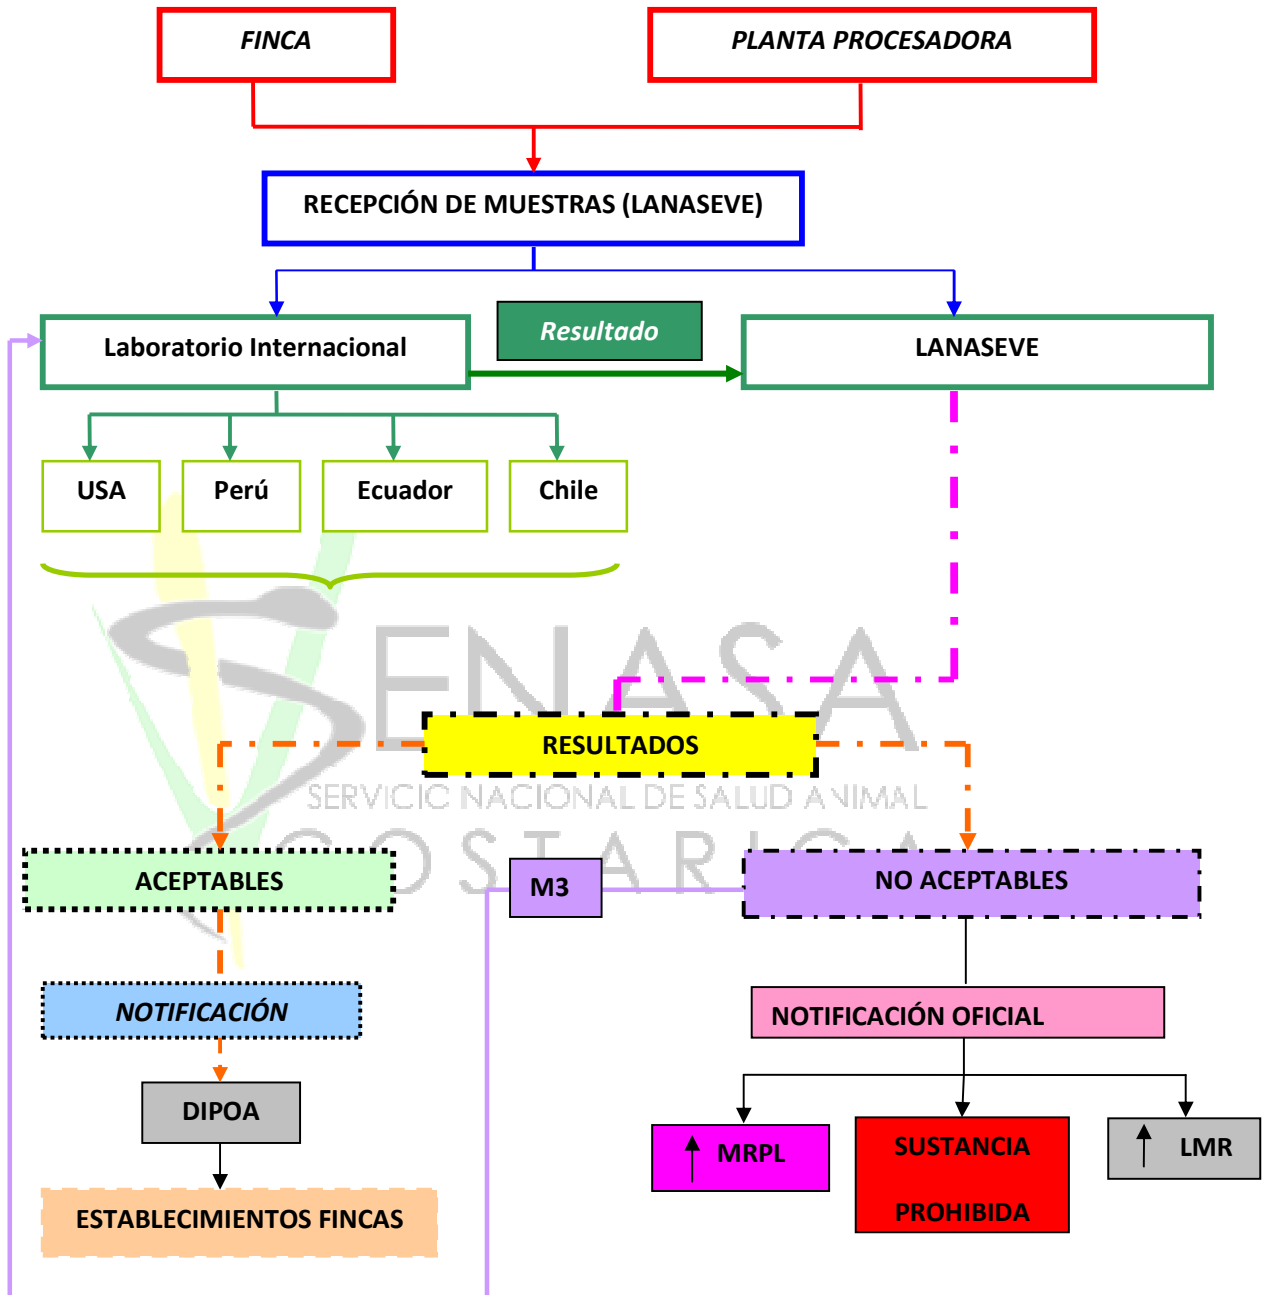 FINCA
PLANTA PROCESADORA
RECEPCIÓN DE MUESTRAS (LANASEVE)
Laboratorio Internacional
Resultado
LANASEVE
USA
Perú
Ecuador
Chile
SENASA
RESULTADOS
SERVICIO NACIONAL DE SALUD ANIMAL
COSTA RICA
ACEPTABLES
M3
NO ACEPTABLES
NOTIFICACIÓN
NOTIFICACIÓN OFICIAL
DIPOA
MRPL
SUSTANCIA
PROHIBIDA
LMR
ESTABLECIMIENTOS FINCAS